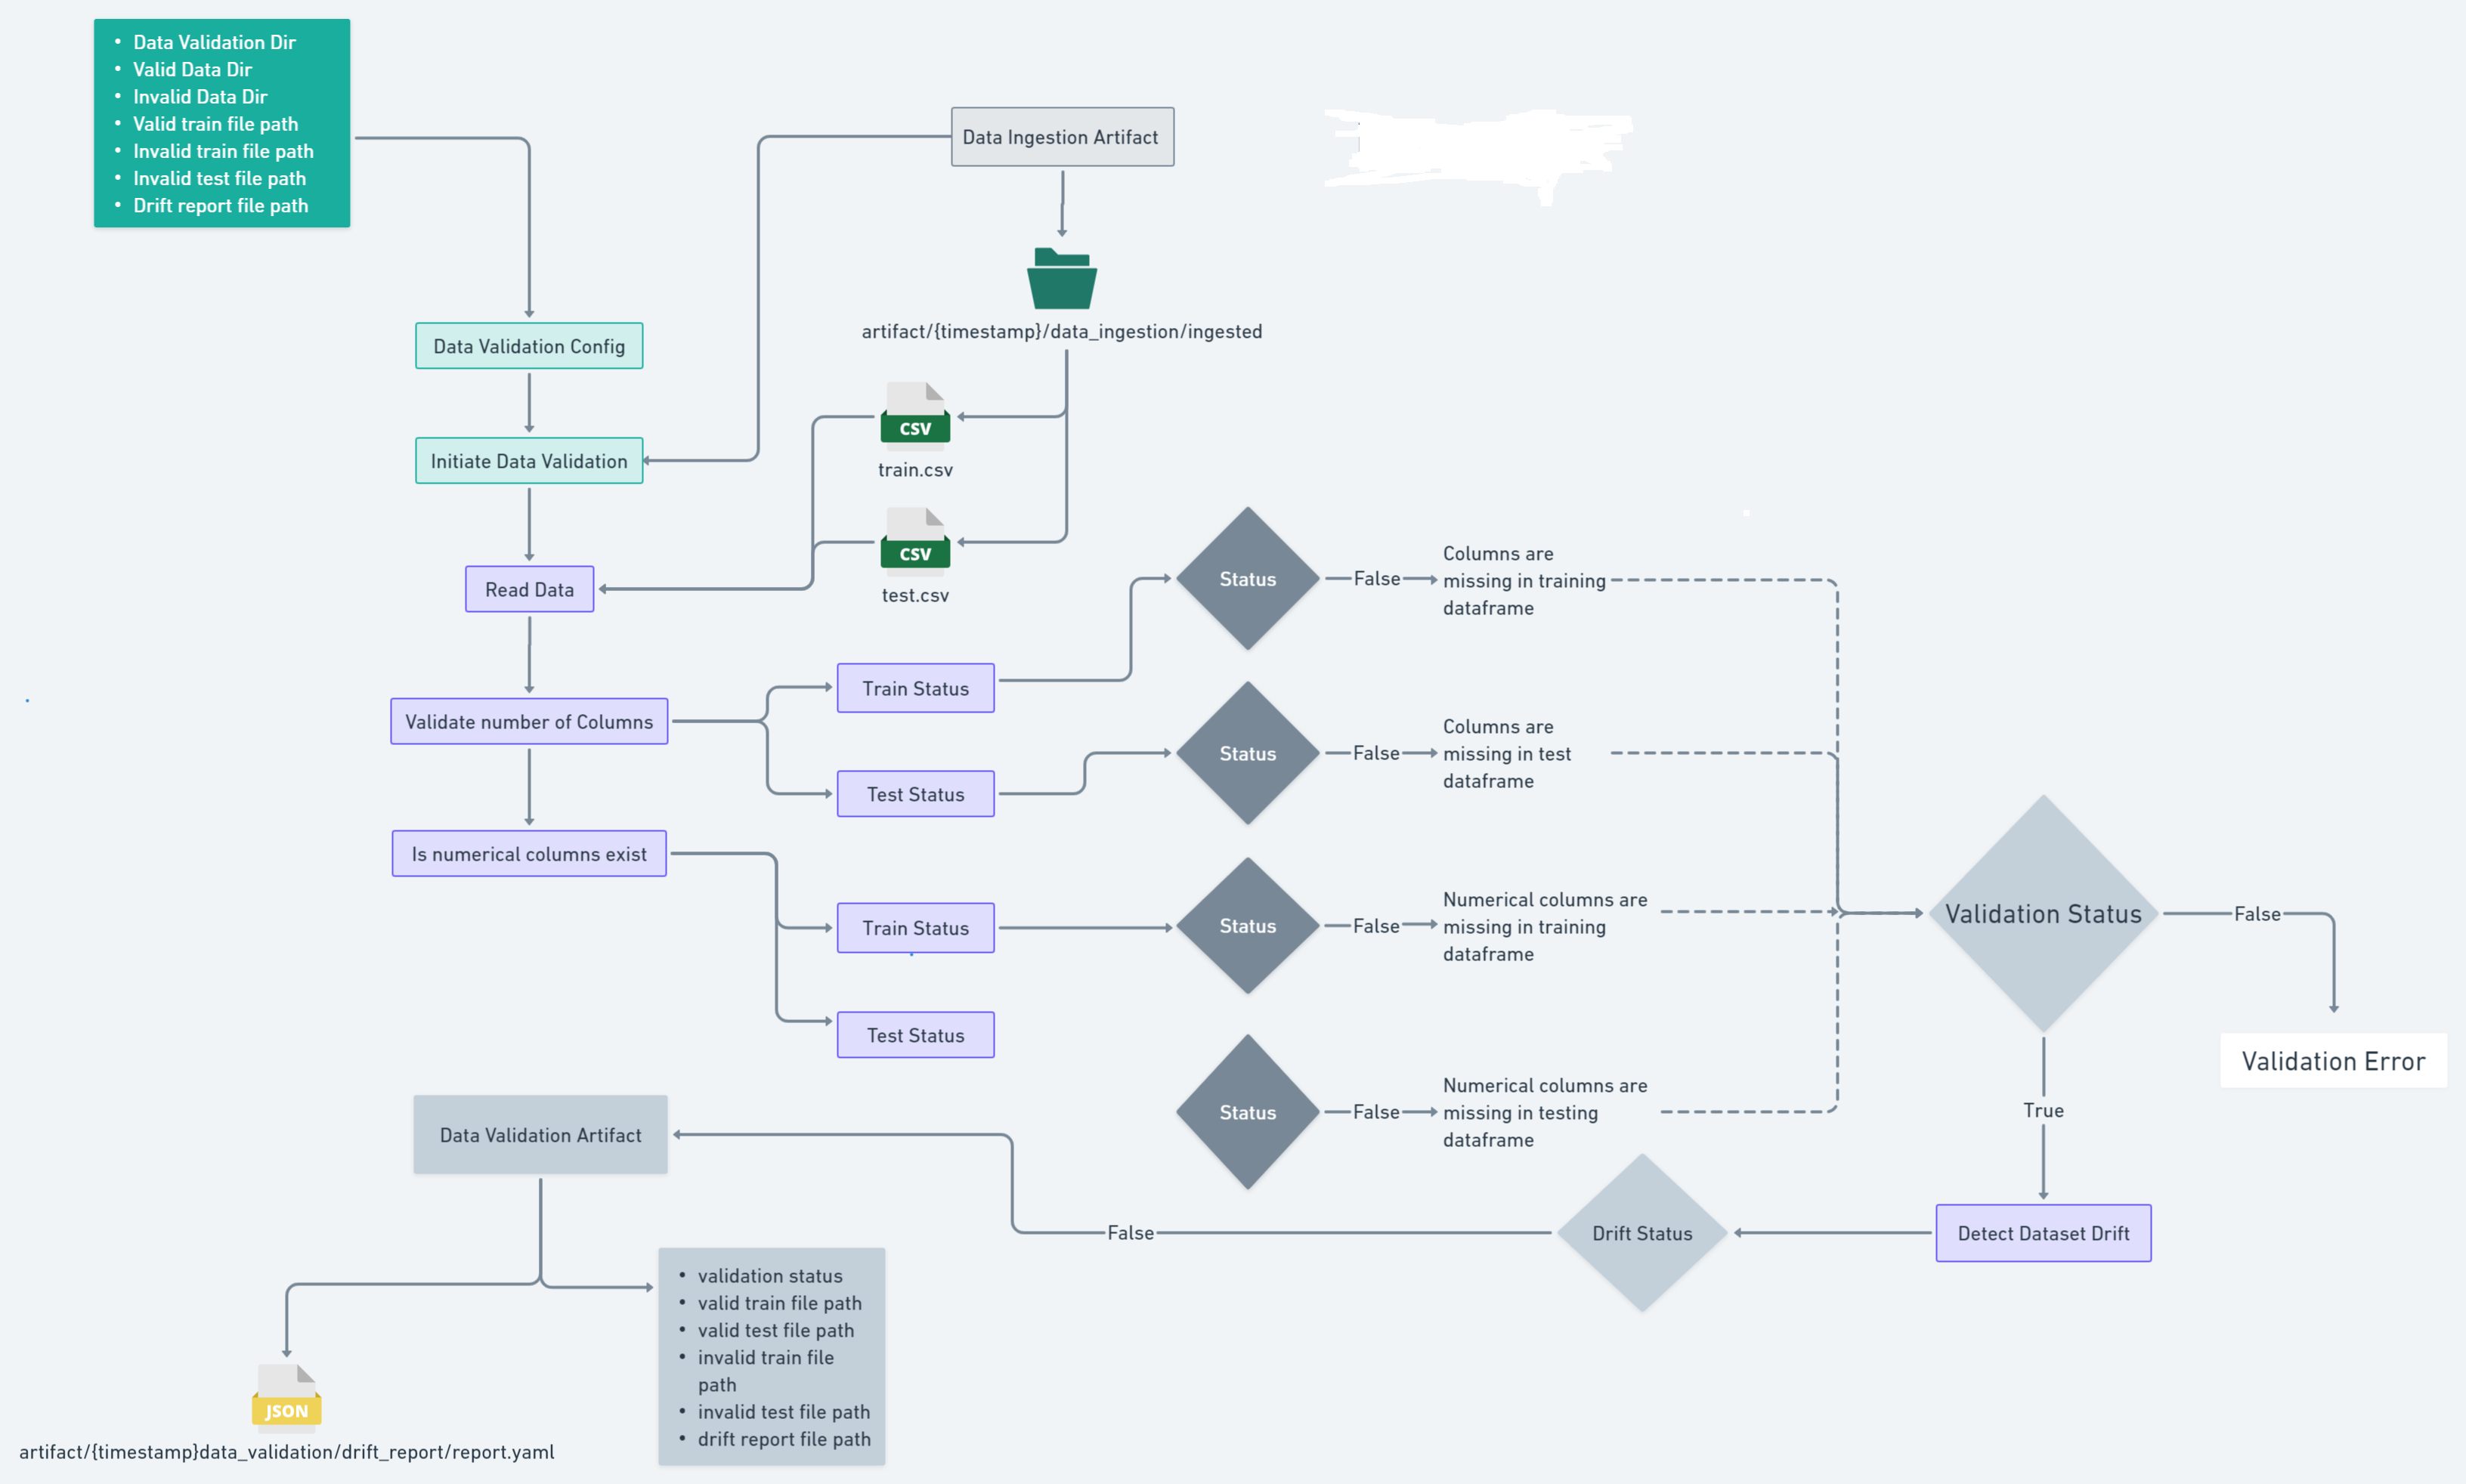 • Data Validation Dir
• Valid Data Dir
• Invalid Data Dir
• Valid train file path
• Invalid train file path
• Invalid test file path
• Drift report file path
Data Ingestion Artifact
artifact/{timestamp}/data_ingestion/ingested
Data Validation Config
CSV
train.csv
Initiate Data Validation
CSV
test.csv
Read Data
Status
False
Columns are
missing in training
dataframe
Train Status
Validate number of Columns
Test Status
Status
False
Columns are
missing in test
dataframe
Is numerical columns exist
Train Status
Status
False
Numerical columns are
missing in training
dataframe
Validation Status
False
Validation Error
Test Status
Status
False
Numerical columns are
missing in testing
dataframe
True
Detect Dataset Drift
Drift Status
False
Data Validation Artifact
• validation status
• valid train file path
• valid test file path
• invalid train file
path
• invalid test file path
• drift report file path
JSON
artifact/{timestamp}data_validation/drift_report/report.yaml